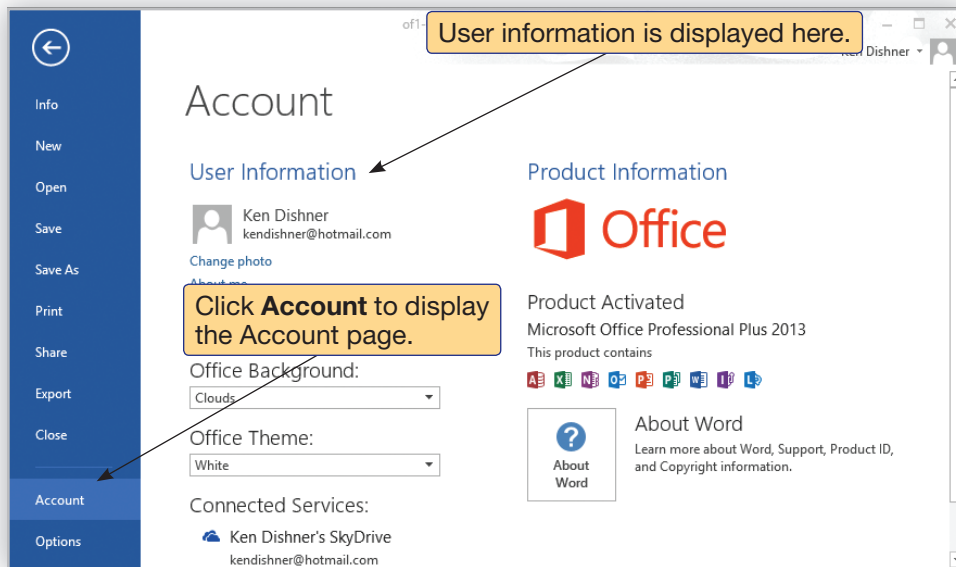 of1-
User information is displayed here.
Dishner
Info
New
Open
Save
Save As
Print
Share
Export
Close
Account
Options
Account
User Information
Ken Dishner
kendishner@hotmail.com
Change photo
About me
Click Account to display
the Account page.
Office Background:
Clouds
Office Theme:
White
Connected Services:
Ken Dishner's SkyDrive
kendishner@hotmail.com
Product Information
Office
Product Activated
Microsoft Office Professional Plus 2013
This product contains
About
Word
About Word
Learn more about Word, Support, Product ID,
and Copyright information.